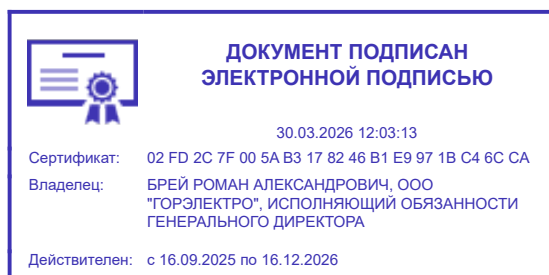 ДОКУМЕНТ ПОДПИСАН
ЭЛЕКТРОННОЙ ПОДПИСЬЮ
30.03.2026 12:03:13
Сертификат: 02 FD 2C 7F 00 5A B3 17 82 46 B1 E9 97 1B C4 6C CA
Владелец: БРЕЙ РОМАН АЛЕКСАНДРОВИЧ, ООО
"ГОРЭЛЕКТРО", ИСПОЛНЯЮЩИЙ ОБЯЗАННОСТИ
ГЕНЕРАЛЬНОГО ДИРЕКТОРА
Действителен: с 16.09.2025 по 16.12.2026